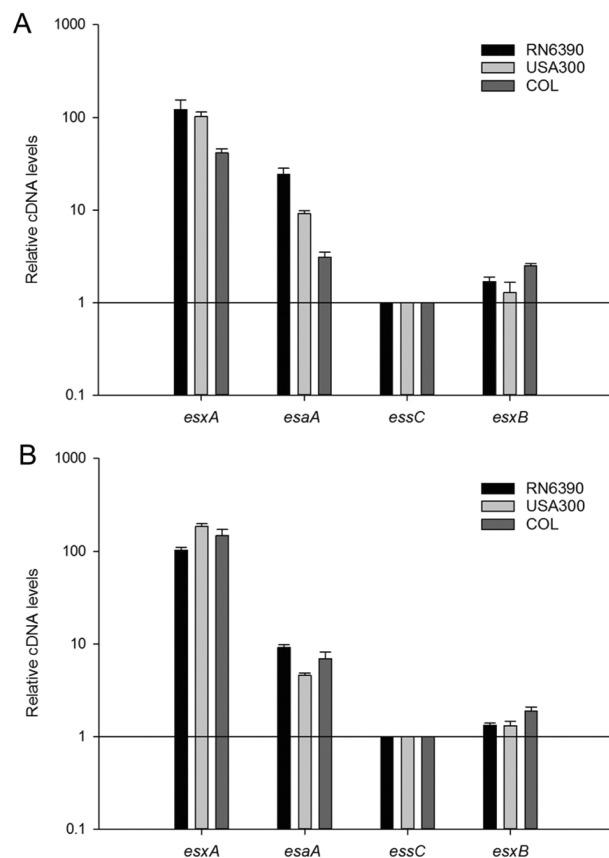 A
1000
100
10
1
0.1
Relative cDNA levels
RN6390
USA300
COL
esxA esaA essC esxB
B
1000
100
10
1
0.1
Relative cDNA levels
RN6390
USA300
COL
esxA esaA essC esxB